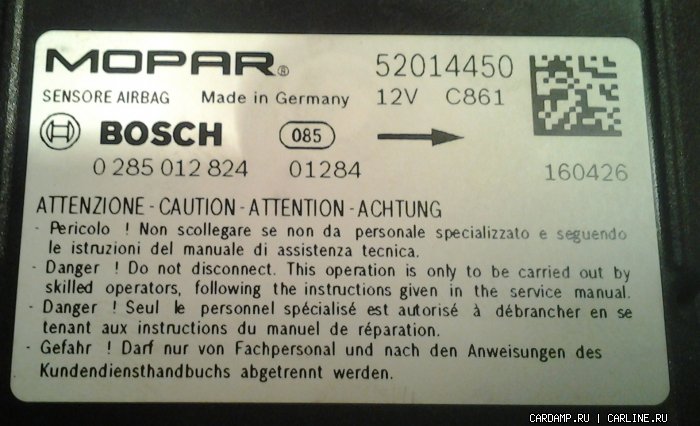 MOPAR® 52014450
SENSORE AIRBAG Made in Germany 12V C861
BOSCH 085
0 285 012 824 01284 160426
ATTENZIONE - CAUTION - ATTENTION - ACHTUNG
- Pericolo ! Non scollegare se non da personale specializzato e seguendo
le istruzioni del manuale di assistenza tecnica.
- Danger ! Do not disconnect. This operation is only to be carried out by
skilled operators, following the instructions given in the service manual.
- Danger ! Seul le personnel spécialisé est autorisé à débrancher en se
tenant aux instructions du manuel de réparation.
- Gefahr ! Darf nur von Fachpersonal und nach den Anweisungen des
Kundendiensthandbuchs abgetrennt werden.
CARDAMP.RU | CARLINE.RU